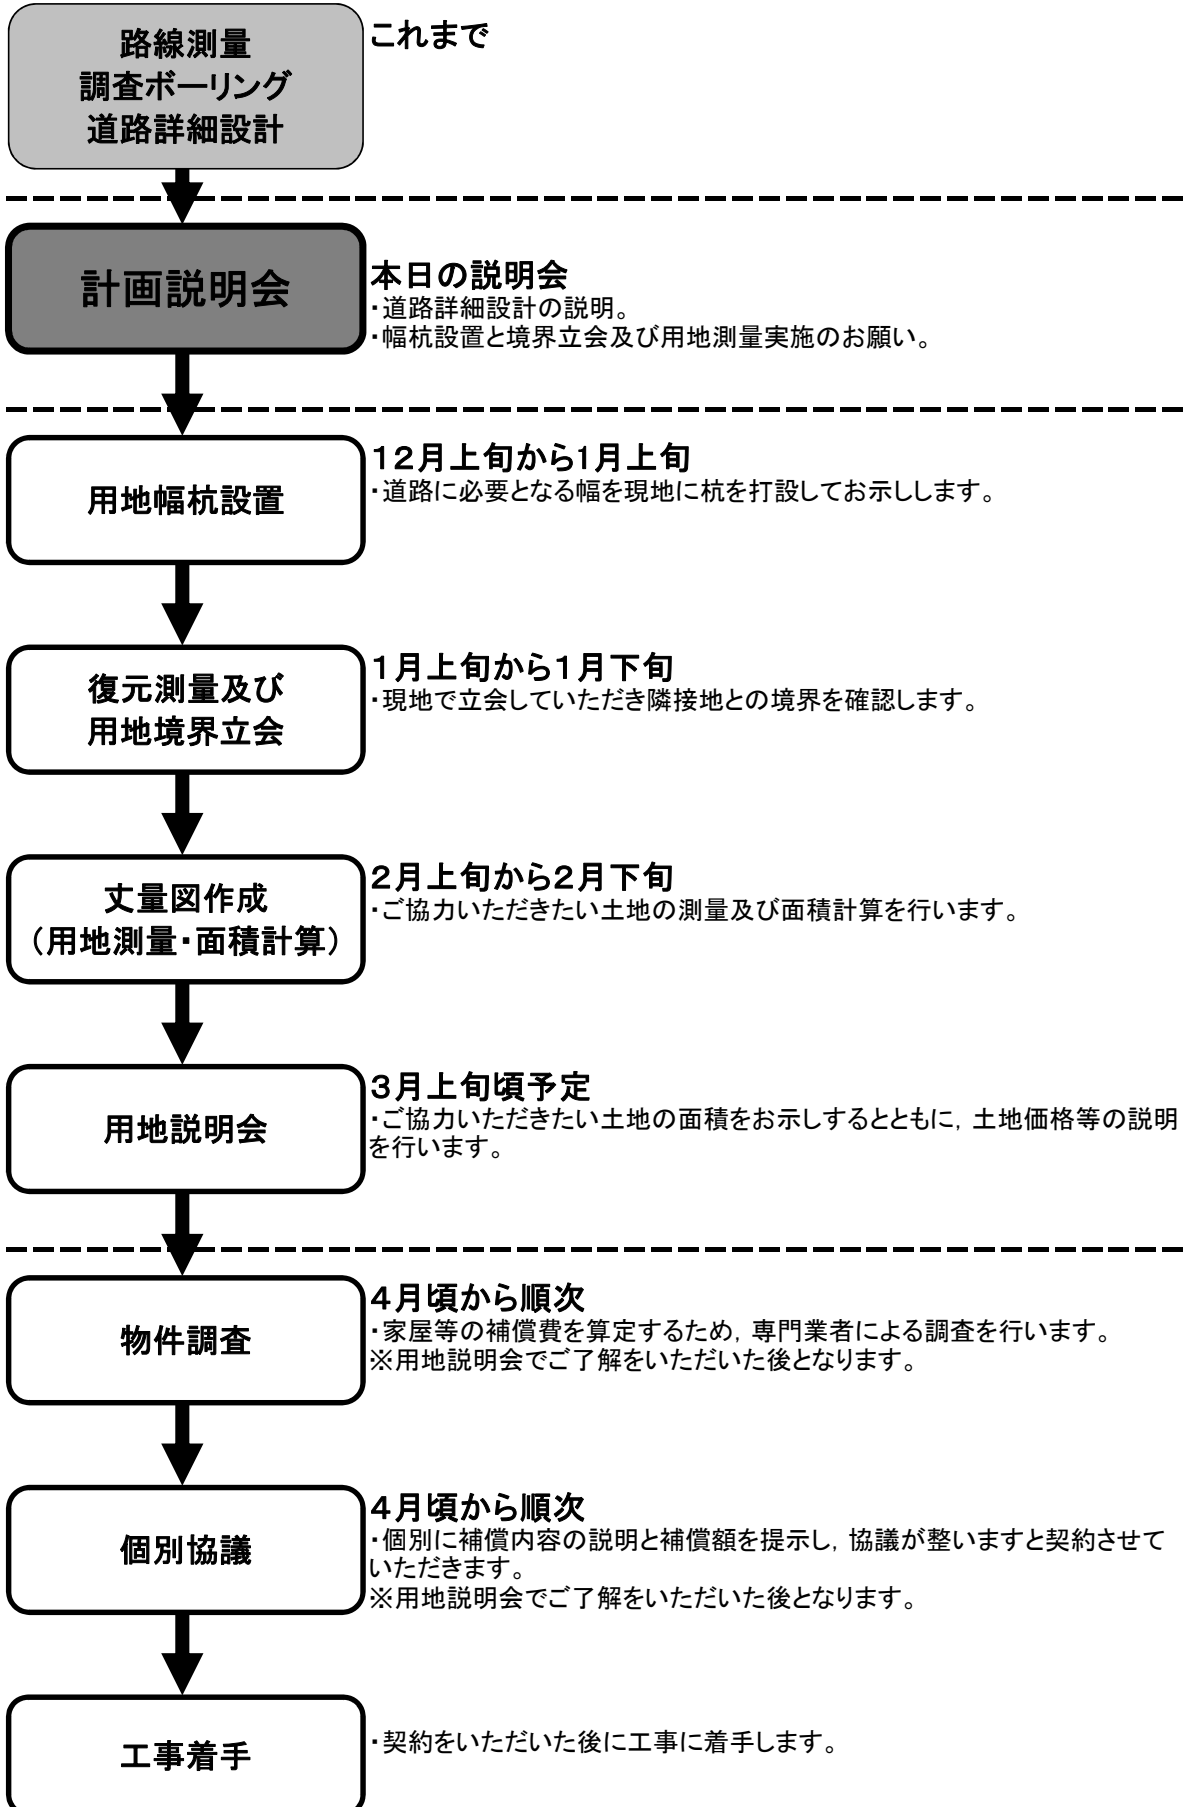 路線測量
調査ボーリング
道路詳細設計
これまで
計画説明会
本日の説明会
・道路詳細設計の説明。
・幅杭設置と境界立会及び用地測量実施のお願い。
用地幅杭設置
12月上旬から1月上旬
・道路に必要となる幅を現地に杭を打設してお示しします。
復元測量及び
用地境界立会
1月上旬から1月下旬
・現地で立会していただき隣接地との境界を確認します。
丈量図作成
（用地測量・面積計算）
2月上旬から2月下旬
・ご協力いただきたい土地の測量及び面積計算を行います。
用地説明会
3月上旬頃予定
・ご協力いただきたい土地の面積をお示しするとともに，土地価格等の説明
を行います。
物件調査
4月頃から順次
・家屋等の補償費を算定するため，専門業者による調査を行います。
※用地説明会でご了解をいただいた後となります。
個別協議
4月頃から順次
・個別に補償内容の説明と補償額を提示し，協議が整いますと契約させて
いただきます。
※用地説明会でご了解をいただいた後となります。
工事着手
・契約をいただいた後に工事に着手します。